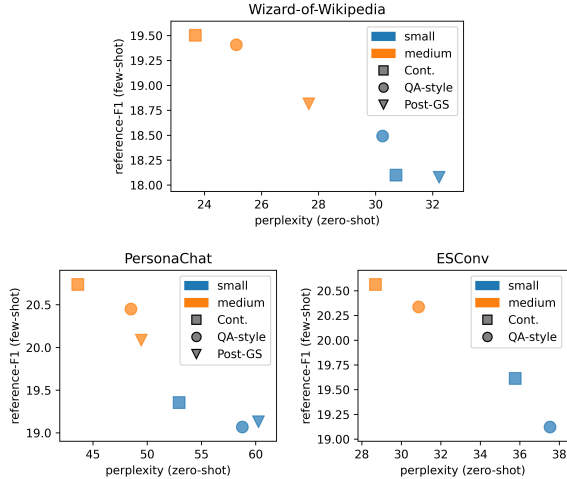 Wizard-of-Wikipedia
19.50
19.25
19.00
18.75
18.50
18.25
18.00
reference-F1 (few-shot)
small
medium
Cont.
QA-style
Post-GS
24 26 28 30 32
perplexity (zero-shot)
PersonaChat
20.5
20.0
19.5
19.0
reference-F1 (few-shot)
small
medium
Cont.
QA-style
Post-GS
45 50 55 60
perplexity (zero-shot)
ESConv
20.50
20.25
20.00
19.75
19.50
19.25
19.00
reference-F1 (few-shot)
small
medium
Cont.
QA-style
28 30 32 34 36 38
perplexity (zero-shot)